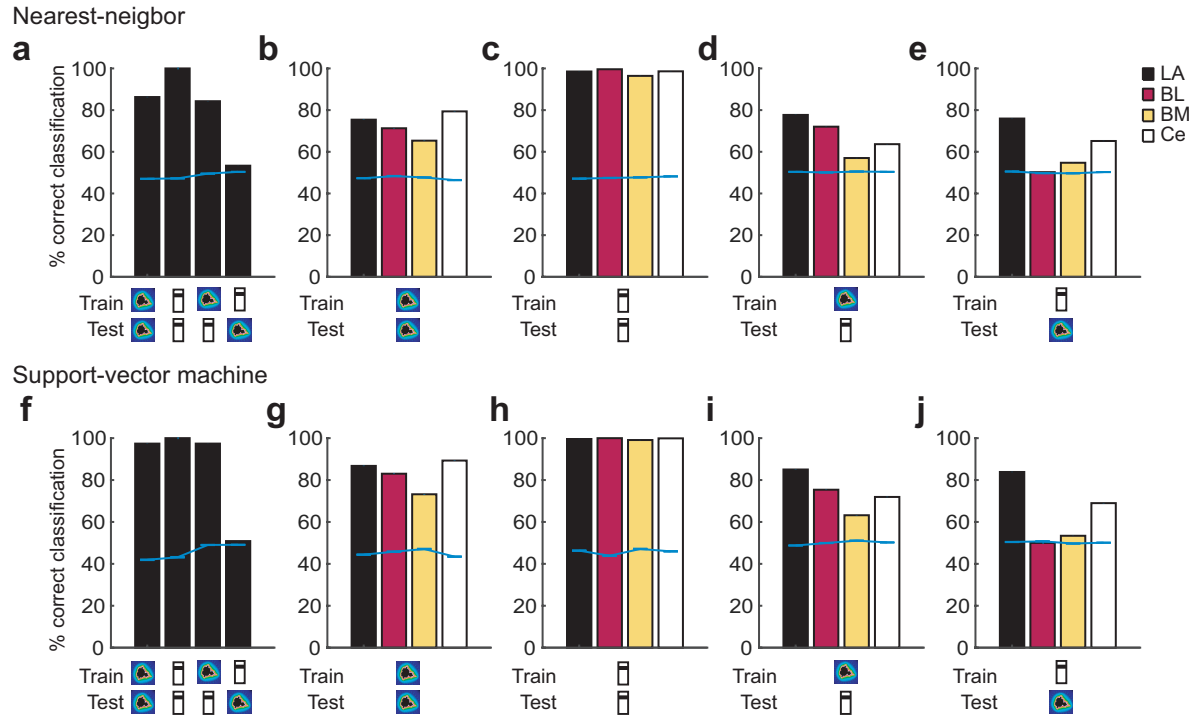 Nearest-neigbor
a b c d e
% correct classification
100 100 100 100 100
80 80 80 80 80
60 60 60 60 60
40 40 40 40 40
20 20 20 20 20
0 0 0 0 0
LA
BL
BM
Ce
Train Train Train Train Train
Test Test Test Test Test
Support-vector machine
f g h i j
% correct classification
100 100 100 100 100
80 80 80 80 80
60 60 60 60 60
40 40 40 40 40
20 20 20 20 20
0 0 0 0 0
Train Train Train Train Train
Test Test Test Test Test